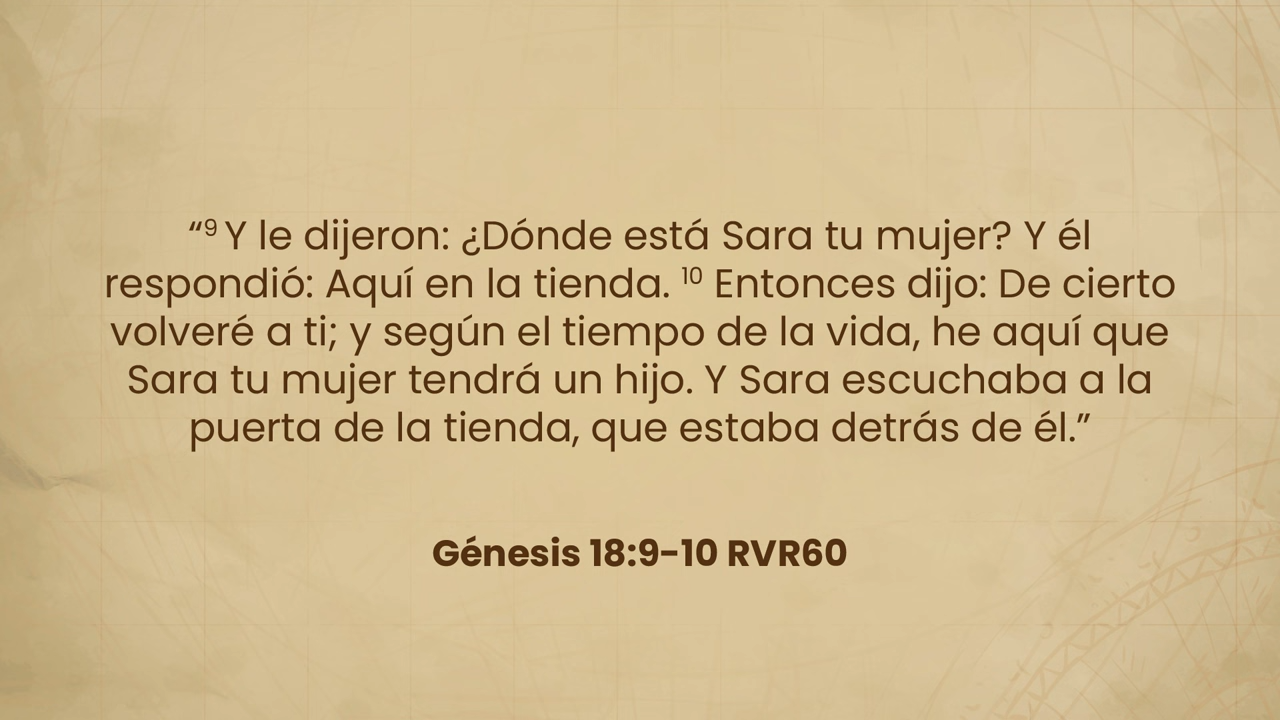 “⁹ Y le dijeron: ¿Dónde está Sara tu mujer? Y él
respondió: Aquí en la tienda. ¹⁰ Entonces dijo: De cierto
volveré a ti; y según el tiempo de la vida, he aquí que
Sara tu mujer tendrá un hijo. Y Sara escuchaba a la
puerta de la tienda, que estaba detrás de él.”
Génesis 18:9-10 RVR60